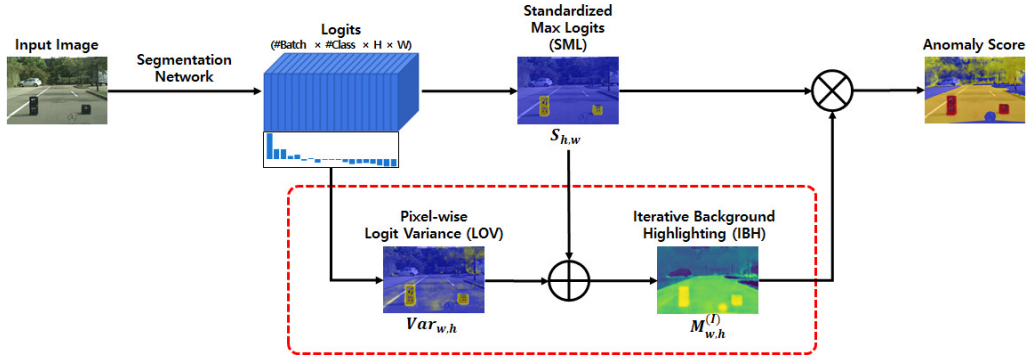 Input Image
Segmentation
Network
Logits
(#Batch × #Class × H × W)
Standardized
Max Logits
(SML)
S_{h,w}
Anomaly Score
Pixel-wise
Logit Variance (LOV)
Var_{w,h}
Iterative Background
Highlighting (IBH)
M_{w,h}^{(I)}